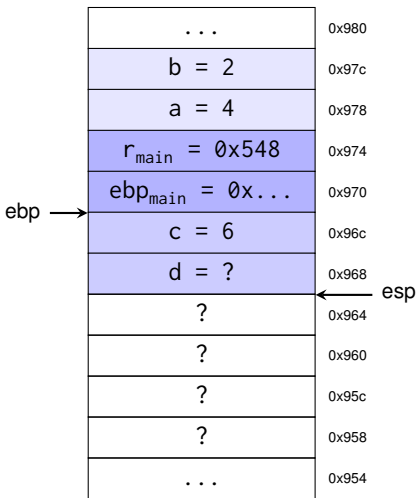 ... 0x980
b = 2 0x97c
a = 4 0x978
r_main = 0x548 0x974
ebp_main = 0x... 0x970
ebp
c = 6 0x96c
d = ? 0x968
esp
? 0x964
? 0x960
? 0x95c
? 0x958
... 0x954